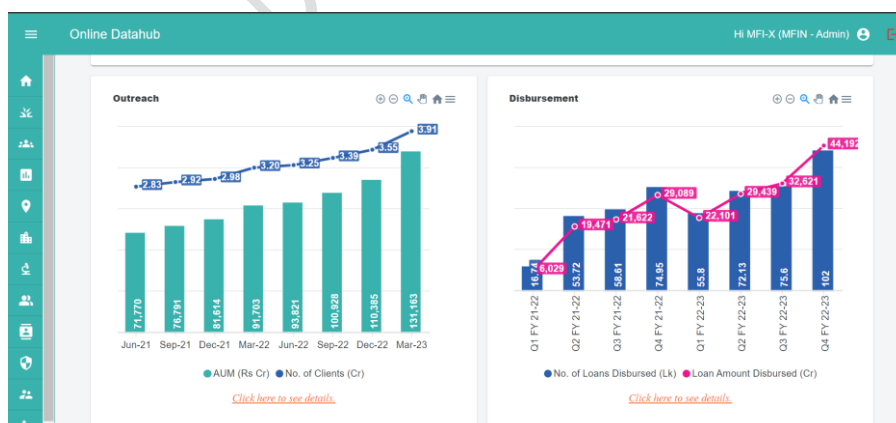 Online Datahub
Hi MFI-X (MFIN - Admin)
Outreach
2.83
2.92
2.98
3.20
3.25
3.39
3.55
3.91
71,770
76,791
81,614
91,703
93,821
100,928
110,385
131,163
Jun-21 Sep-21 Dec-21 Mar-22 Jun-22 Sep-22 Dec-22 Mar-23
AUM (Rs Cr) No. of Clients (Cr)
Click here to see details.
Disbursement
6,029
19,471
21,622
29,089
22,101
29,439
32,621
44,192
16.74
53.72
58.61
74.95
55.8
72.13
75.6
102
Q1 FY 21-22
Q2 FY 21-22
Q3 FY 21-22
Q4 FY 21-22
Q1 FY 22-23
Q2 FY 22-23
Q3 FY 22-23
Q4 FY 22-23
No. of Loans Disbursed (Lk) Loan Amount Disbursed (Cr)
Click here to see details.